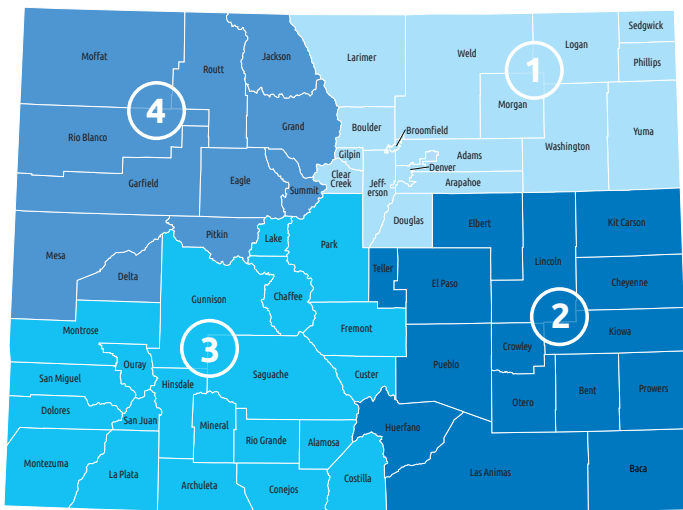 Sedgwick
Moffat
Jackson
Larimer
Weld
Logan
1
Phillips
Routt
4
Morgan
Rio Blanco
Grand
Boulder
Broomfield
Yuma
Washington
Gilpin
Adams
Denver
Garfield
Eagle
Summit
Clear
Creek
Jeff-
erson
Arapahoe
Douglas
Elbert
Kit Carson
Pitkin
Lake
Park
Mesa
Delta
Teller
Lincoln
Cheyenne
El Paso
Gunnison
Chaffee
2
Montrose
Fremont
Kiowa
3
Crowley
Ouray
Pueblo
San Miguel
Hinsdale
Saguache
Custer
Bent
Prowers
Otero
Dolores
San Juan
Mineral
Rio Grande
Alamosa
Huerfano
Montezuma
La Plata
Archuleta
Conejos
Costilla
Las Animas
Baca